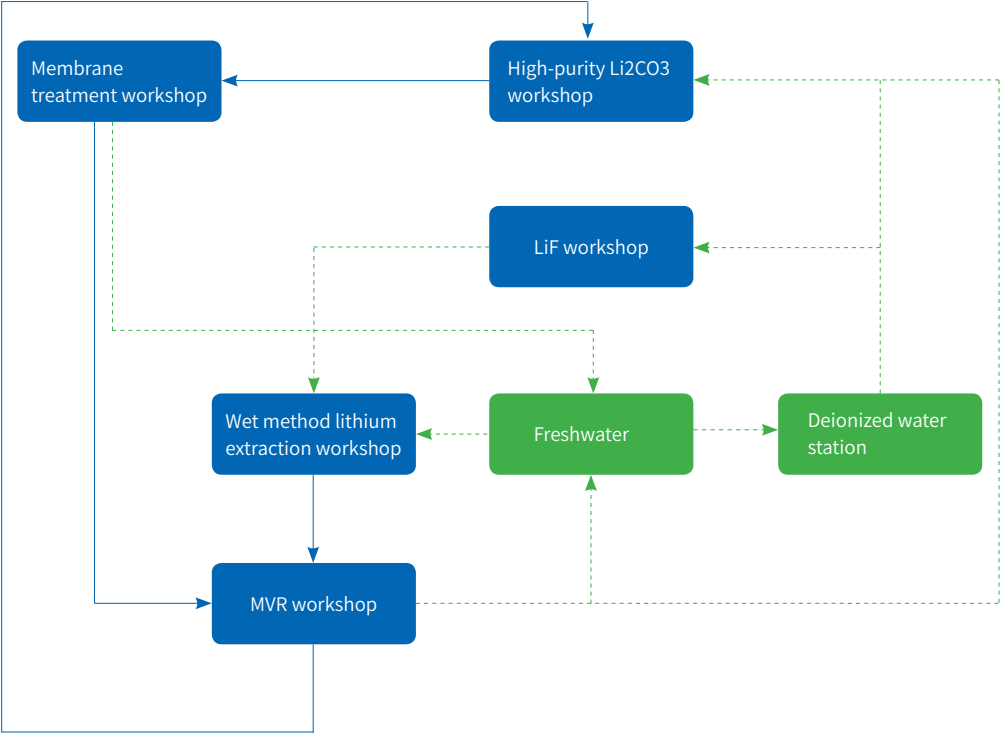 Membrane
treatment workshop
High-purity Li2CO3
workshop
LiF workshop
Wet method lithium
extraction workshop
Freshwater
Deionized water
station
MVR workshop